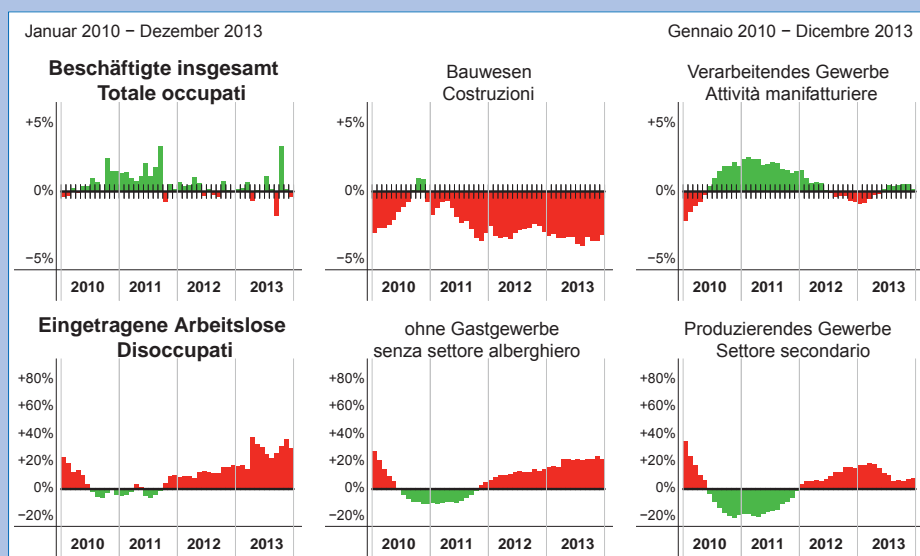 Januar 2010 − Dezember 2013
Gennaio 2010 − Dicembre 2013
Beschäftigte insgesamt
Totale occupati
+5%
0%
−5%
2010 2011 2012 2013
Bauwesen
Costruzioni
+5%
0%
−5%
2010 2011 2012 2013
Verarbeitendes Gewerbe
Attività manifatturiere
+5%
0%
−5%
2010 2011 2012 2013
Eingetragene Arbeitslose
Disoccupati
+80%
+60%
+40%
+20%
0%
−20%
2010 2011 2012 2013
ohne Gastgewerbe
senza settore alberghiero
+80%
+60%
+40%
+20%
0%
−20%
2010 2011 2012 2013
Produzierendes Gewerbe
Settore secondario
+80%
+60%
+40%
+20%
0%
−20%
2010 2011 2012 2013